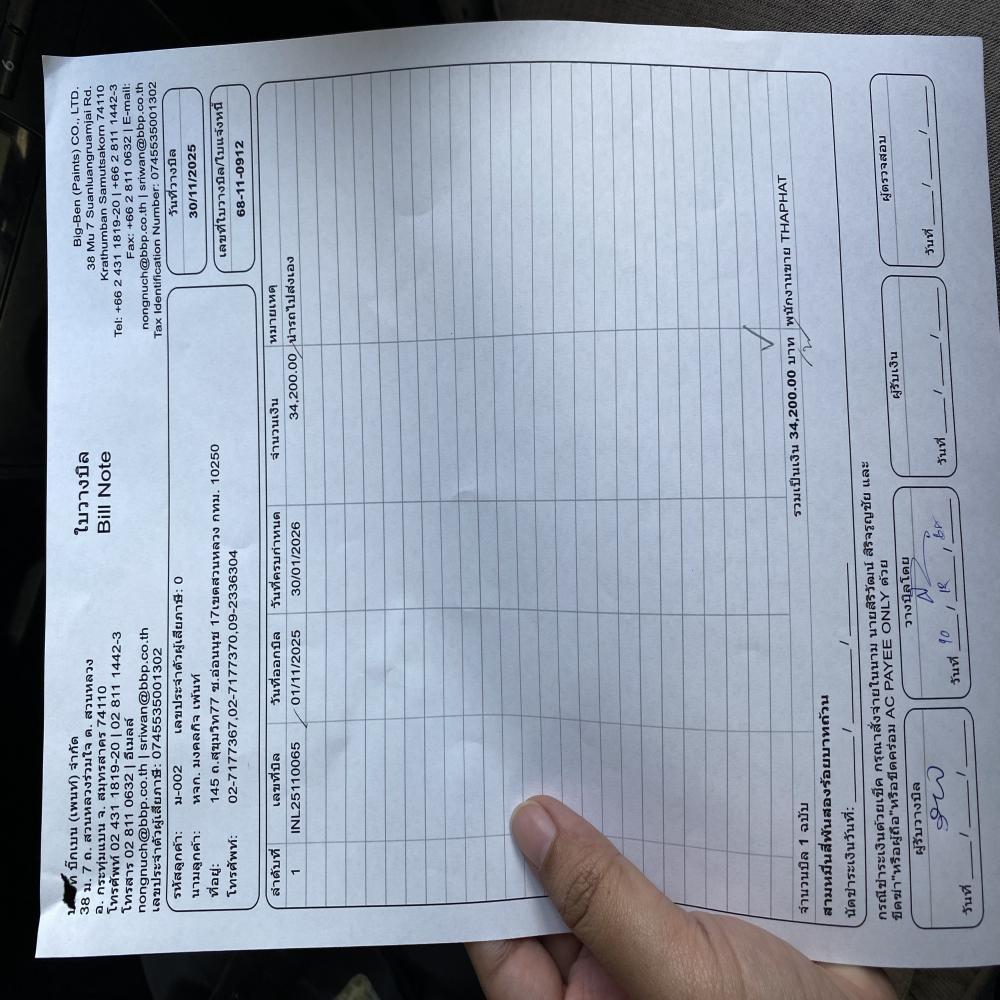 บิ๊กเบน (เพนท์) จำกัด
38 ม. 7 ถ. สวนหลวงร่วมใจ ต. สวนหลวง
อ. กระทุ่มแบน จ. สมุทรสาคร 74110
โทรศัพท์ 02 431 1819-20 | 02 811 1442-3
โทรสาร 02 811 0632 | อีเมลล์
nongnuch@bbp.co.th | sriwan@bbp.co.th
เลขประจำตัวผู้เสียภาษี: 0745535001302
ใบวางบิล
Bill Note
Big-Ben (Paints) CO., LTD.
38 Mu 7 Suanluangruamjai Rd.
Krathumban Samutsakorn 74110
Tel: +66 2 431 1819-20 | +66 2 811 1442-3
Fax: +66 2 811 0632 | E-mail:
nongnuch@bbp.co.th | sriwan@bbp.co.th
Tax Identification Number: 0745535001302
รหัสลูกค้า: ม-002 เลขประจำตัวผู้เสียภาษี: 0
นามลูกค้า: หจก. มงคลกิจ เพ้นท์
ที่อยู่: 145 ถ.สุขุมวิท77 ซ.อ่อนนุช 17เขตสวนหลวง กทม. 10250
โทรศัพท์: 02-7177367,02-7177370,09-2336304
วันที่วางบิล
30/11/2025
เลขที่ใบวางบิล/ใบแจ้งหนี้
68-11-0912
ลำดับที่ เลขที่บิล วันที่ออกบิล วันที่ครบกำหนด จำนวนเงิน หมายเหตุ
1 INL25110065 01/11/2025 30/01/2026 34,200.00 นำรถไปส่งเอง
จำนวนบิล 1 ฉบับ รวมเป็นเงิน 34,200.00 บาท พนักงานขาย THAPHAT
สามหมื่นสี่พันสองร้อยบาทถ้วน
นัดชำระเงินวันที่: ____/____/____
กรณีชำระเงินด้วยเช็ค กรุณาสั่งจ่ายในนาม นายสิริวัฒน์ สิริจรูญชัย และ
ขีดฆ่า"หรือผู้ถือ"หรือขีดคร่อม AC PAYEE ONLY ด้วย
ผู้รับวางบิล
วันที่ ____/____/____
วางบิลโดย
วันที่ 10 / 12 / 68
ผู้รับเงิน
วันที่ ____/____/____
ผู้ตรวจสอบ
วันที่ ____/____/____